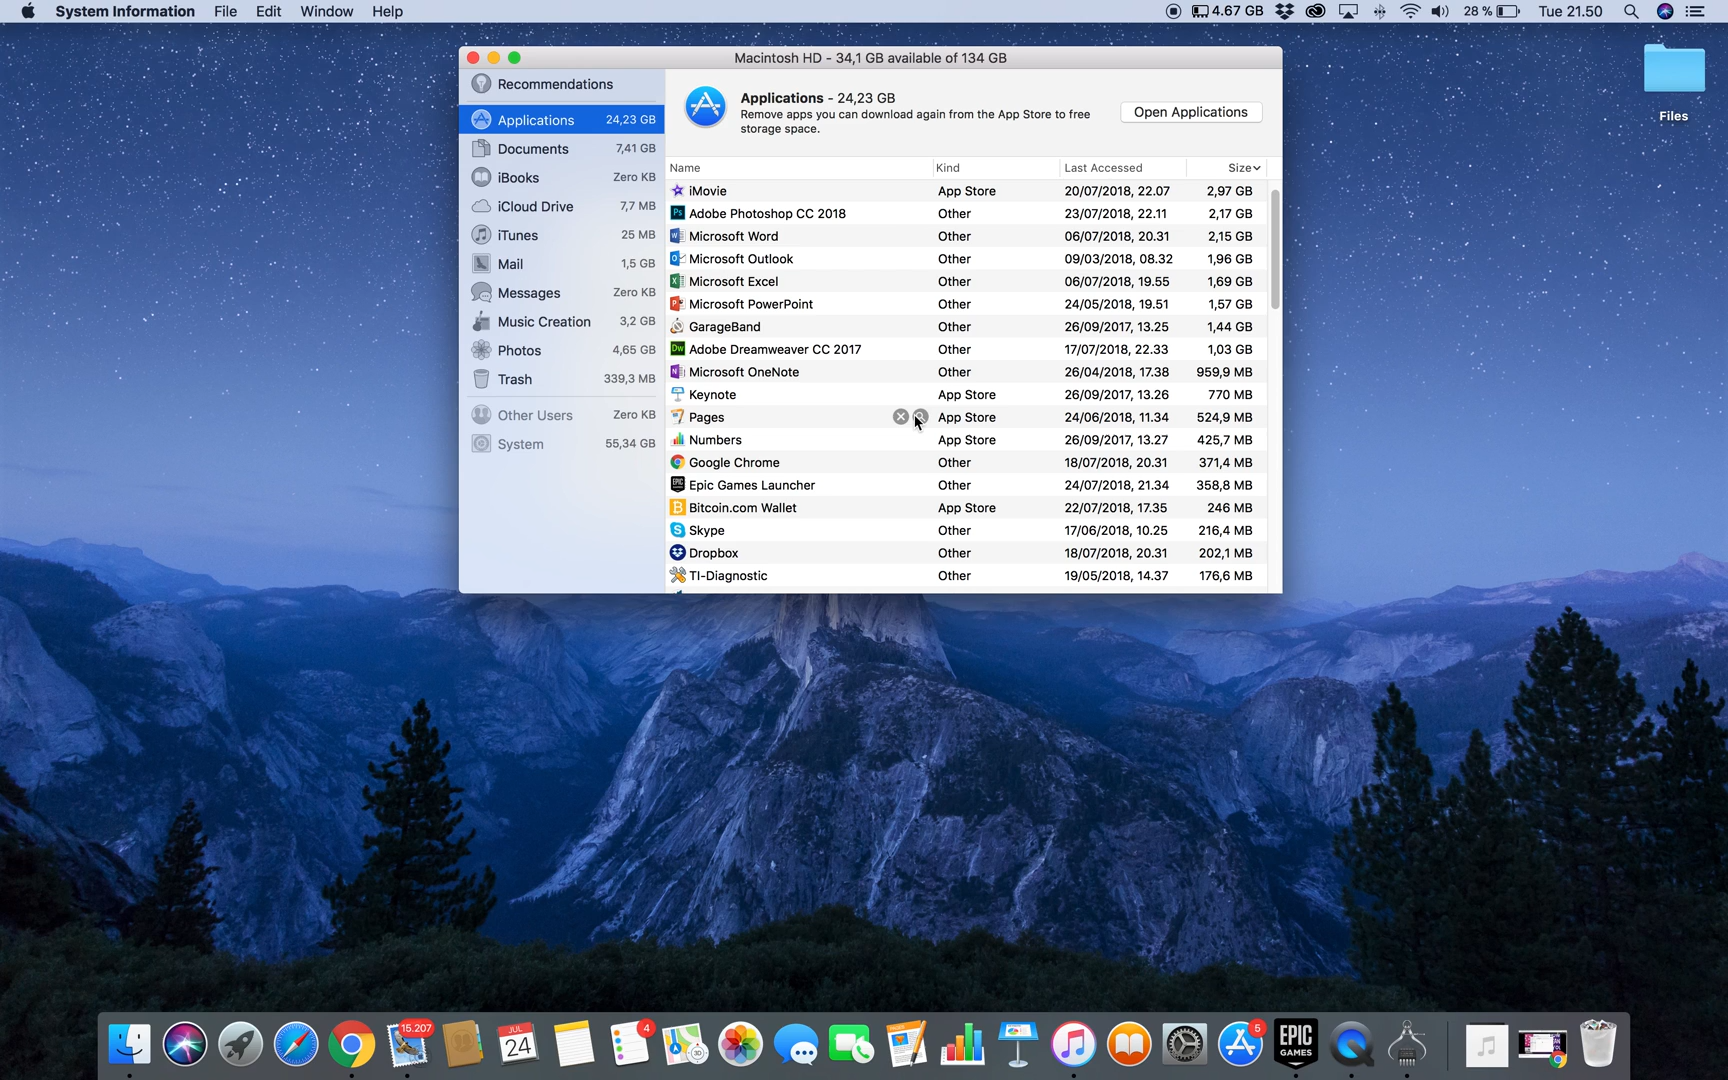 System Information File Edit Window Help 4.67 GB 28 % Tue 21.50
Macintosh HD - 34,1 GB available of 134 GB
Recommendations
Applications 24,23 GB
Documents 7,41 GB
iBooks Zero KB
iCloud Drive 7,7 MB
iTunes 25 MB
Mail 1,5 GB
Messages Zero KB
Music Creation 3,2 GB
Photos 4,65 GB
Trash 339,3 MB
Other Users Zero KB
System 55,34 GB
Applications - 24,23 GB
Remove apps you can download again from the App Store to free
storage space.
Open Applications
Name Kind Last Accessed Size
iMovie App Store 20/07/2018, 22.07 2,97 GB
Ps Adobe Photoshop CC 2018 Other 23/07/2018, 22.11 2,17 GB
Microsoft Word Other 06/07/2018, 20.31 2,15 GB
Microsoft Outlook Other 09/03/2018, 08.32 1,96 GB
Microsoft Excel Other 06/07/2018, 19.55 1,69 GB
Microsoft PowerPoint Other 24/05/2018, 19.51 1,57 GB
GarageBand Other 26/09/2017, 13.25 1,44 GB
Dw Adobe Dreamweaver CC 2017 Other 17/07/2018, 22.33 1,03 GB
Microsoft OneNote Other 26/04/2018, 17.38 959,9 MB
Keynote App Store 26/09/2017, 13.26 770 MB
Pages App Store 24/06/2018, 11.34 524,9 MB
Numbers App Store 26/09/2017, 13.27 425,7 MB
Google Chrome Other 18/07/2018, 20.31 371,4 MB
Epic Games Launcher Other 24/07/2018, 21.34 358,8 MB
Bitcoin.com Wallet App Store 22/07/2018, 17.35 246 MB
Skype Other 17/06/2018, 10.25 216,4 MB
Dropbox Other 18/07/2018, 20.31 202,1 MB
TI-Diagnostic Other 19/05/2018, 14.37 176,6 MB
Files
15.207
JUL
24
4
3D
5
EPIC
GAMES